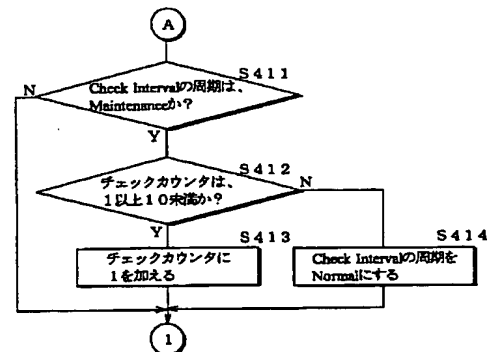 A
S411
N
Check Intervalの周期は、
Maintenanceか?
Y
S412
チェックカウンタは、
1以上10未満か?
N
Y
S413
チェックカウンタに
1を加える
S414
Check Intervalの周期を
Normalにする
1